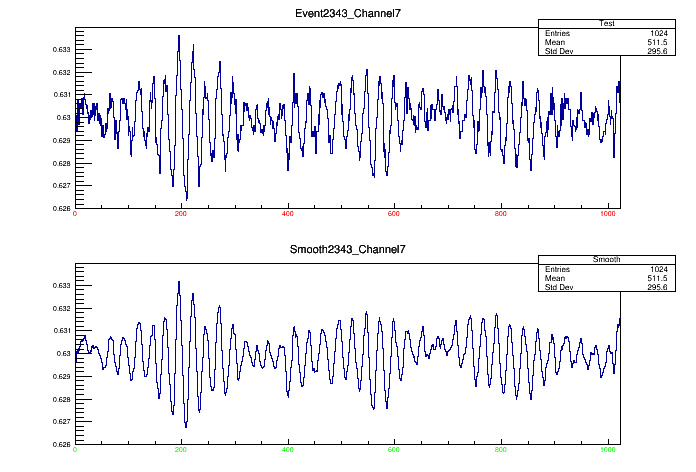 Event2343_Channel7
Test
Entries 1024
Mean 511.5
Std Dev 295.6
0.633
0.632
0.631
0.63
0.629
0.628
0.627
0.626
0 200 400 600 800 1000
Smooth2343_Channel7
Smooth
Entries 1024
Mean 511.5
Std Dev 295.6
0.633
0.632
0.631
0.63
0.629
0.628
0.627
0.626
0 200 400 600 800 1000